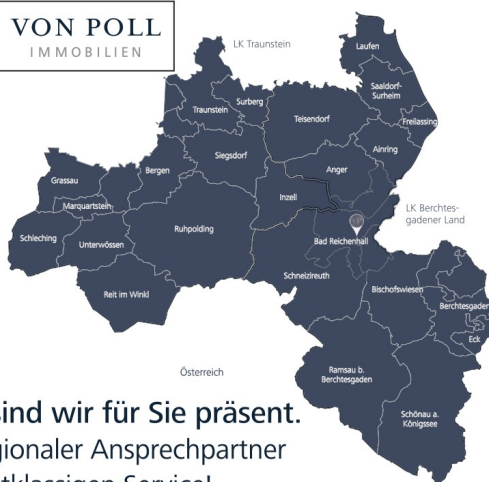 VON POLL
IMMOBILIEN
LK Traunstein
Laufen
Saaldorf-
Surheim
Surberg
Traunstein
Teisendorf
Freilassing
Ainring
Siegsdorf
Anger
Bergen
Grassau
Inzell
Marquartstein
LK Berchtes-
gadener Land
Ruhpolding
Schleching
Unterwössen
Bad Reichenhall
Schneizlreuth
Bischofswiesen
Reit im Winkl
Berchtesgaden
Eck
Österreich
Ramsau b.
Berchtesgaden
Schönau a.
Königssee
sind wir für Sie präsent.
gionaler Ansprechpartner
tklassigen Service!